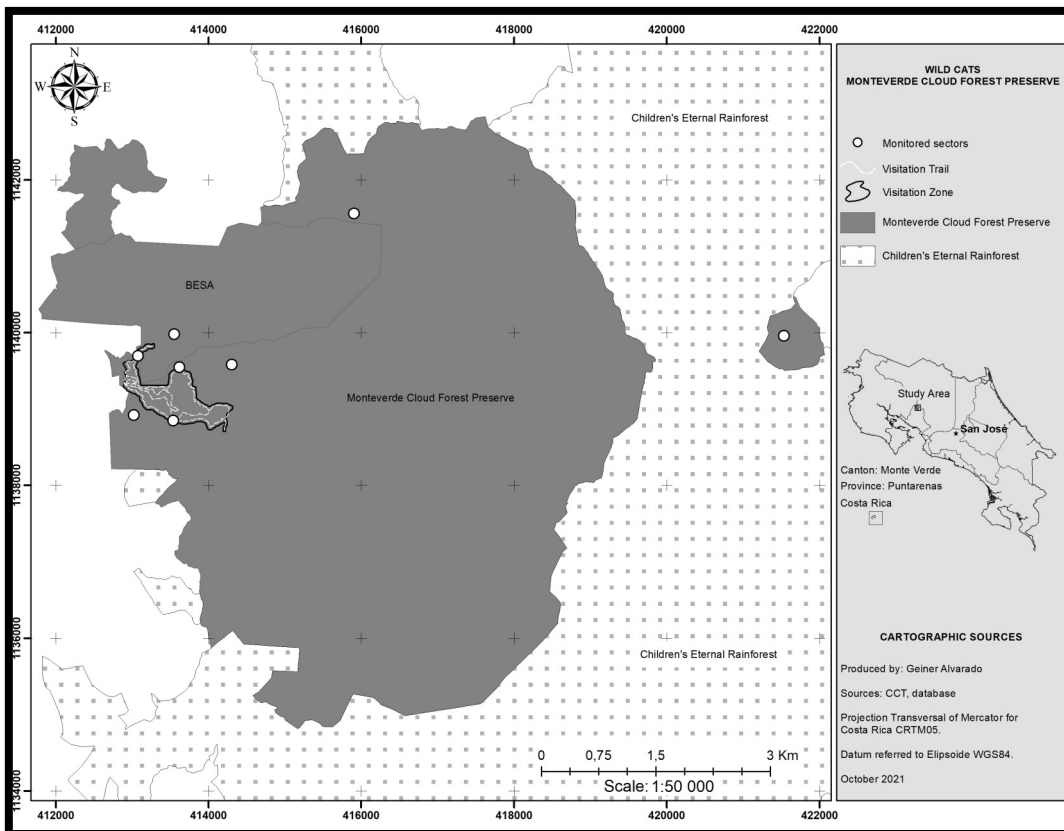 412000 414000 416000 418000 420000 422000
N
W E
S
1142000
1140000
1138000
1136000
1134000
Children's Eternal Rainforest
BESA
Monteverde Cloud Forest Preserve
Children's Eternal Rainforest
0 0,75 1,5 3 Km
Scale: 1:50 000
412000 414000 416000 418000 420000 422000
WILD CATS
MONTEVERDE CLOUD FOREST PRESERVE
Monitored sectors
Visitation Trail
Visitation Zone
Monteverde Cloud Forest Preserve
Children's Eternal Rainforest
Study Area
San José
Canton: Monte Verde
Province: Puntarenas
Costa Rica
CARTOGRAPHIC SOURCES
Produced by: Geiner Alvarado
Sources: CCT, database
Projection Transversal of Mercator for
Costa Rica CRTM05.
Datum referred to Elipsoide WGS84.
October 2021